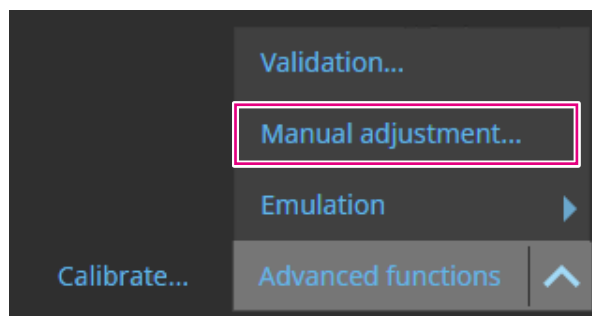 Validation...
Manual adjustment...
Emulation
Calibrate... Advanced functions